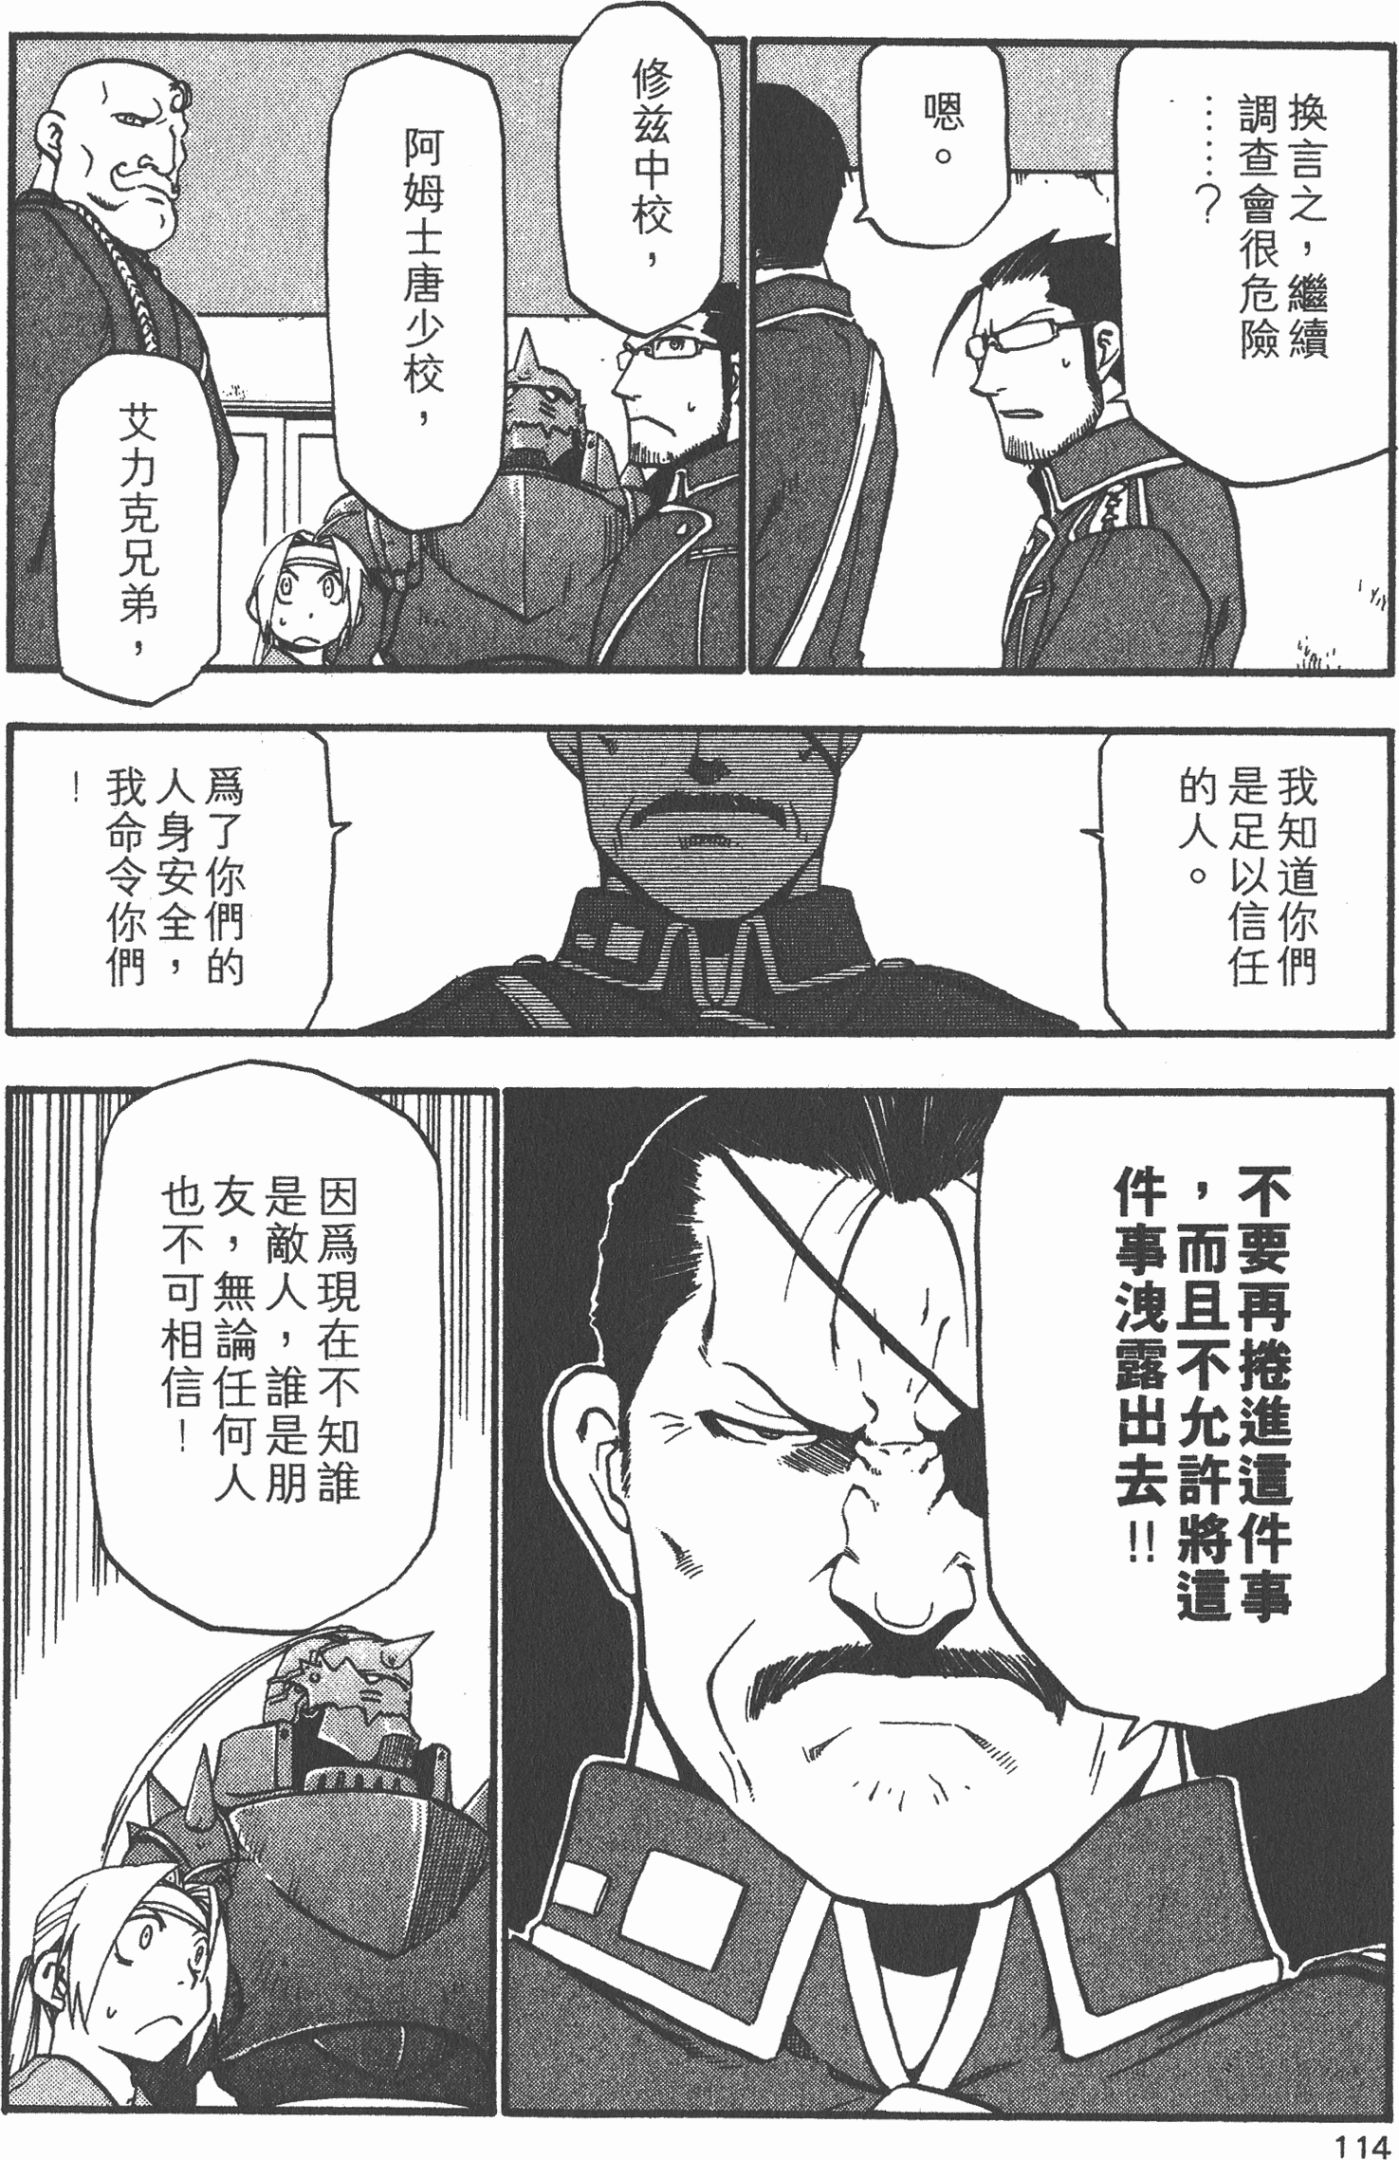 換言之，繼續
調查會很危險
……？
嗯。
修茲中校，
阿姆士唐少校，
艾力克兄弟，
我知道你們
是足以信任
的人。
爲了你們的
人身安全，
我命令你們
！
不要再捲進這件事
，而且不允許將這
件事洩露出去!!
因爲現在不知誰
是敵人，誰是朋
友，無論任何人
也不可相信！
114